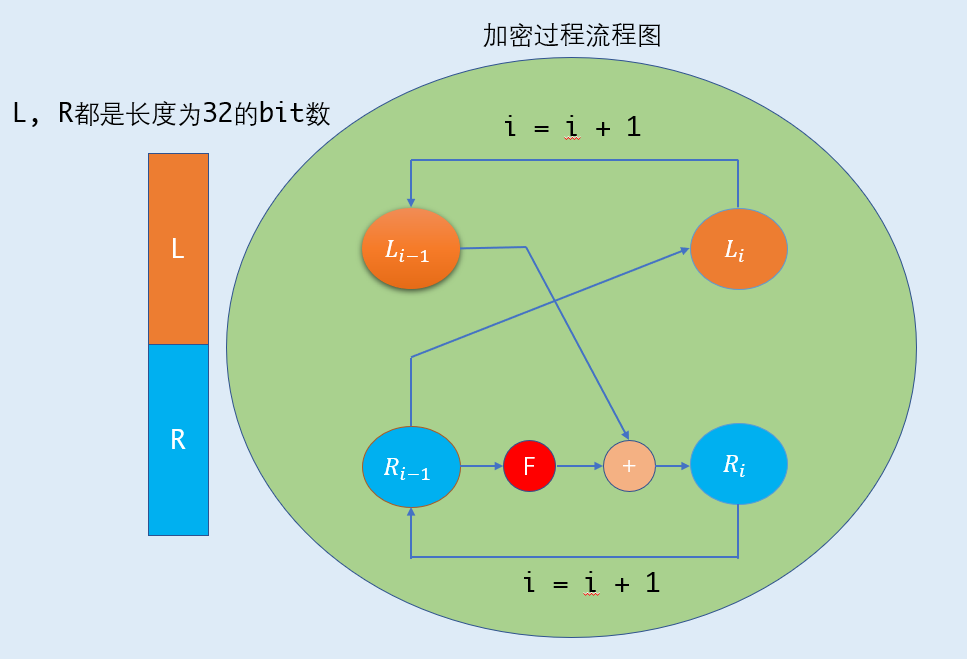 加密过程流程图
L, R都是长度为32的bit数
i = i + 1
L
L_{i-1}
L_i
R
R_{i-1}
F
+
R_i
i = i + 1